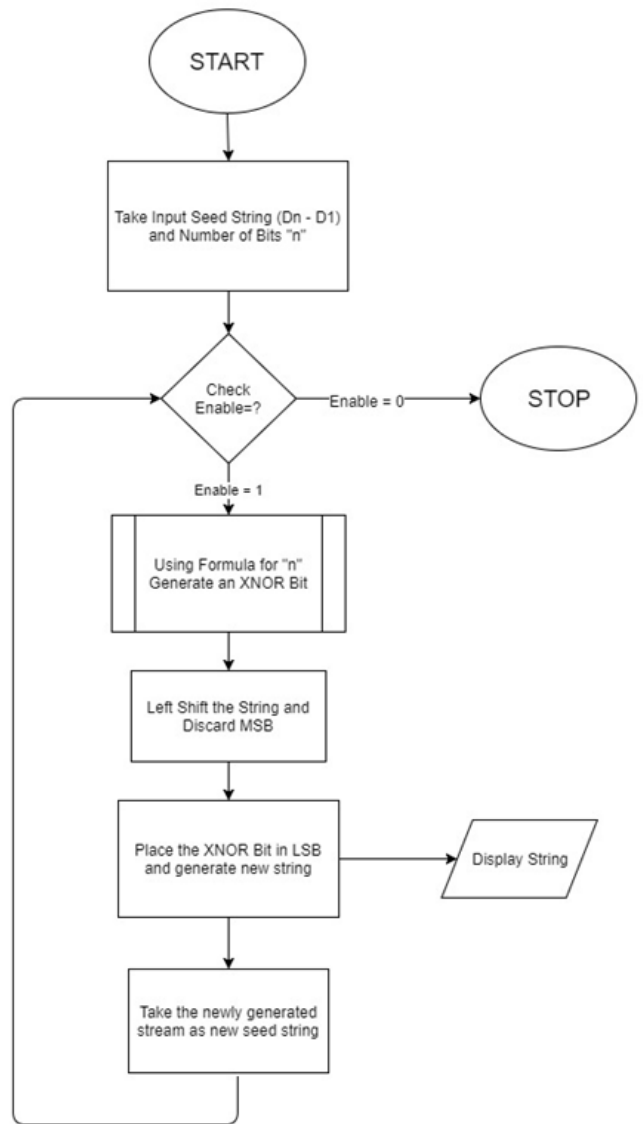 START
Take Input Seed String (Dn - D1)
and Number of Bits "n"
Check
Enable=?
Enable = 0
STOP
Enable = 1
Using Formula for "n"
Generate an XNOR Bit
Left Shift the String and
Discard MSB
Place the XNOR Bit in LSB
and generate new string
Display String
Take the newly generated
stream as new seed string